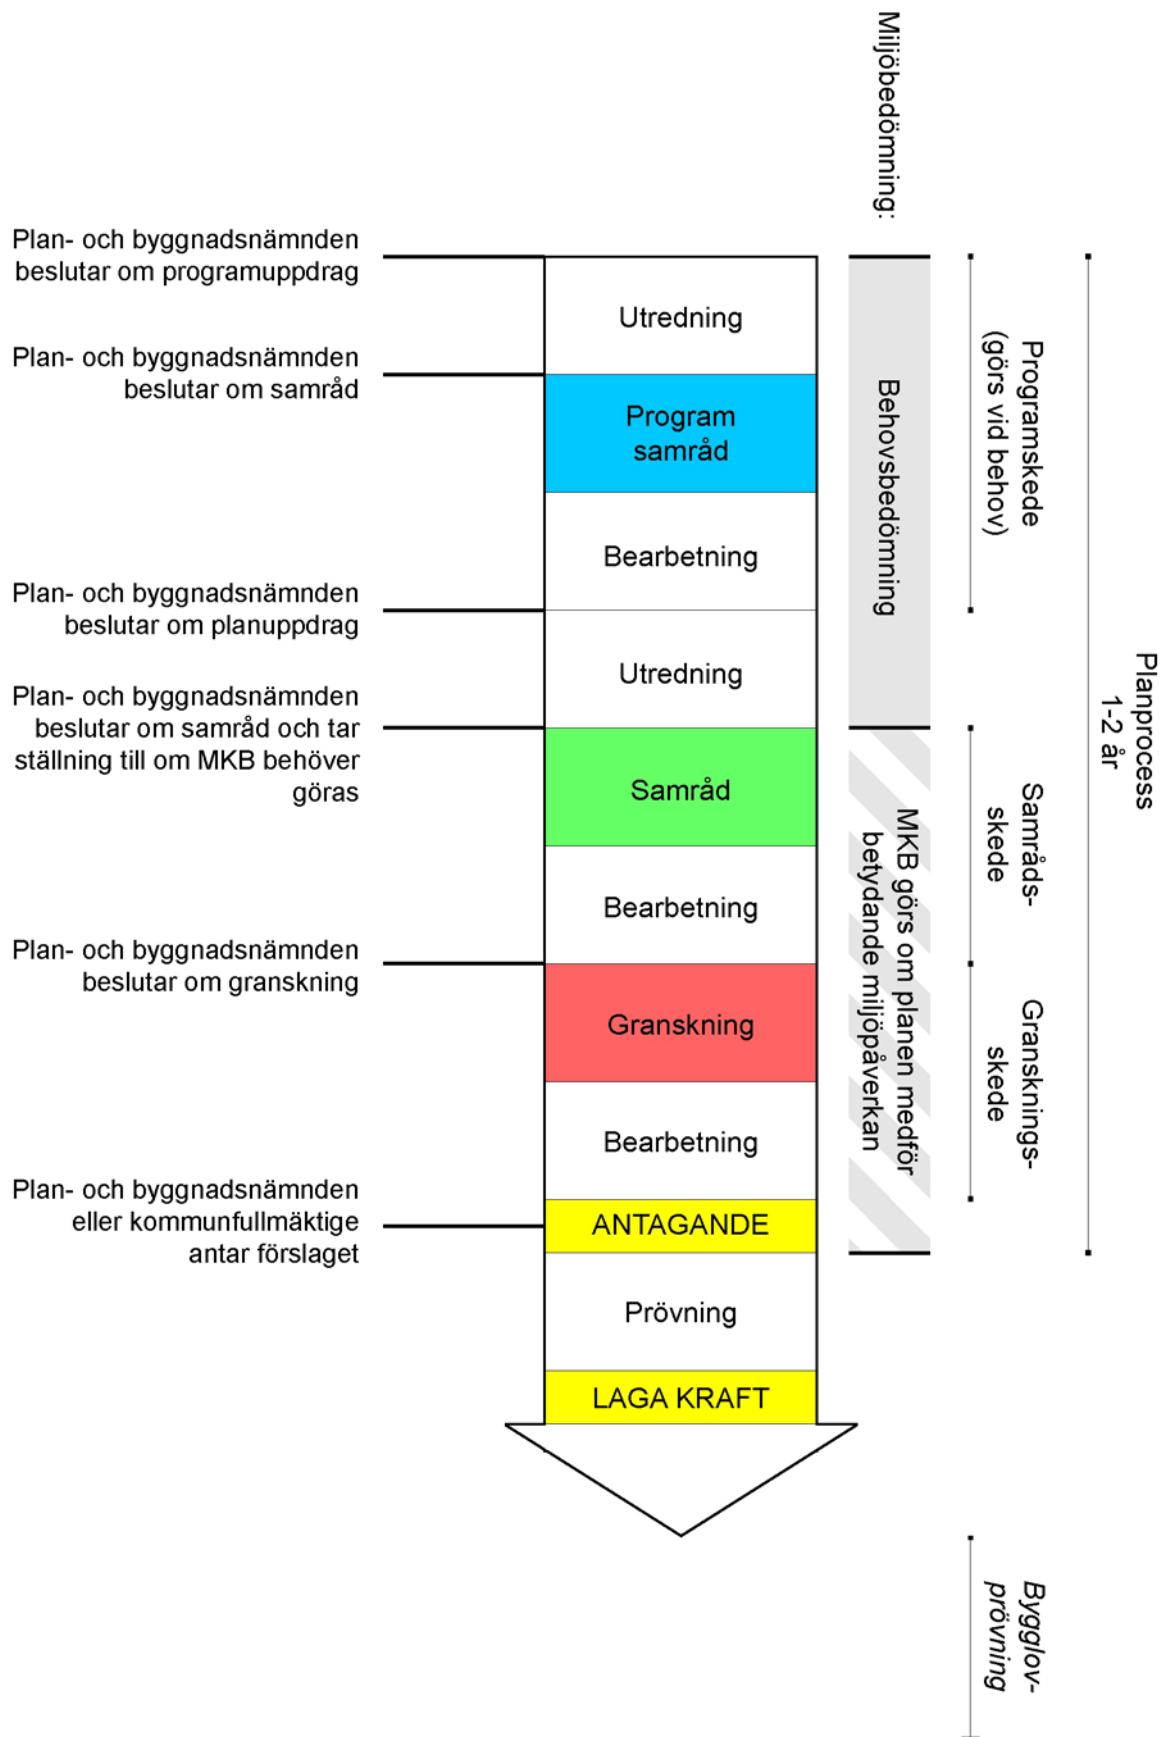 Miljöbedömning:
Plan- och byggnadsnämnden
beslutar om programuppdrag
Plan- och byggnadsnämnden
beslutar om samråd
Plan- och byggnadsnämnden
beslutar om planuppdrag
Plan- och byggnadsnämnden
beslutar om samråd och tar
ställning till om MKB behöver
göras
Plan- och byggnadsnämnden
beslutar om granskning
Plan- och byggnadsnämnden
eller kommunfullmäktige
antar förslaget
Utredning
Program
samråd
Bearbetning
Utredning
Samråd
Bearbetning
Granskning
Bearbetning
ANTAGANDE
Prövning
LAGA KRAFT
Behovsbedömning
MKB görs om planen medför
betydande miljöpåverkan
Programskede
(görs vid behov)
Samråds-
skede
Gransknings-
skede
Planprocess
1-2 år
Bygglov-
prövning